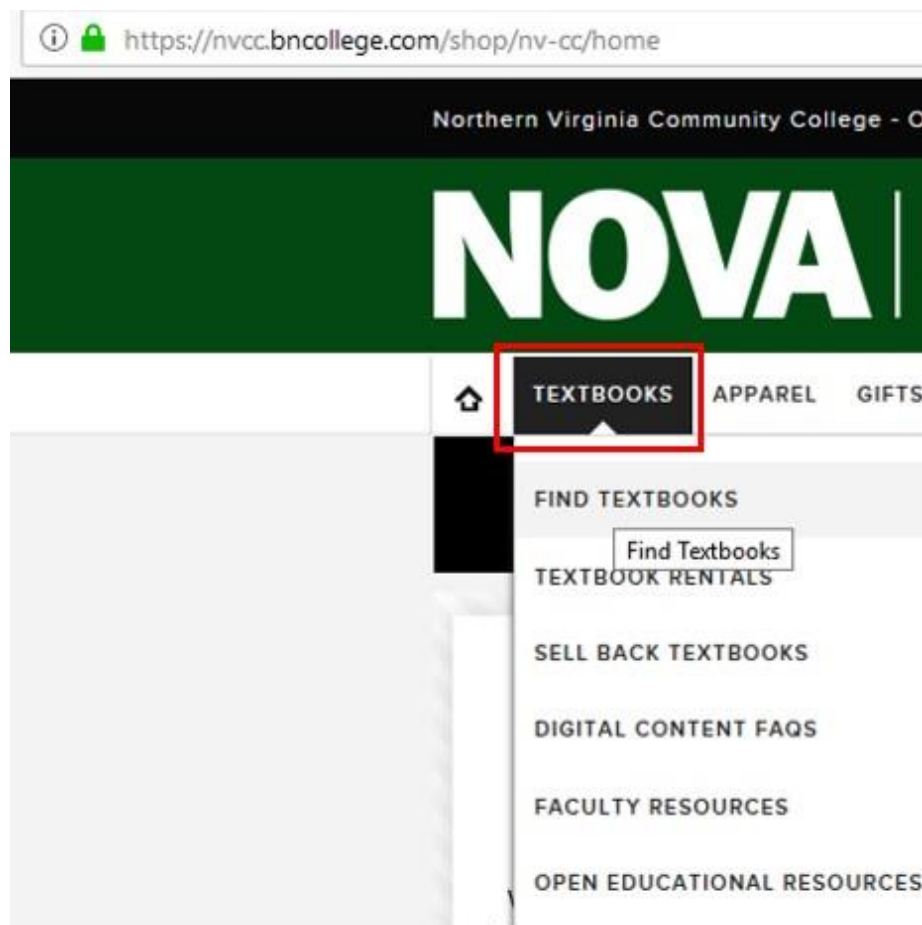 https://nvcc.bncollege.com/shop/nv-cc/home
Northern Virginia Community College -
NOVA
TEXTBOOKS APPAREL GIFTS
FIND TEXTBOOKS
Find Textbooks
TEXTBOOK RENTALS
SELL BACK TEXTBOOKS
DIGITAL CONTENT FAQS
FACULTY RESOURCES
OPEN EDUCATIONAL RESOURCES